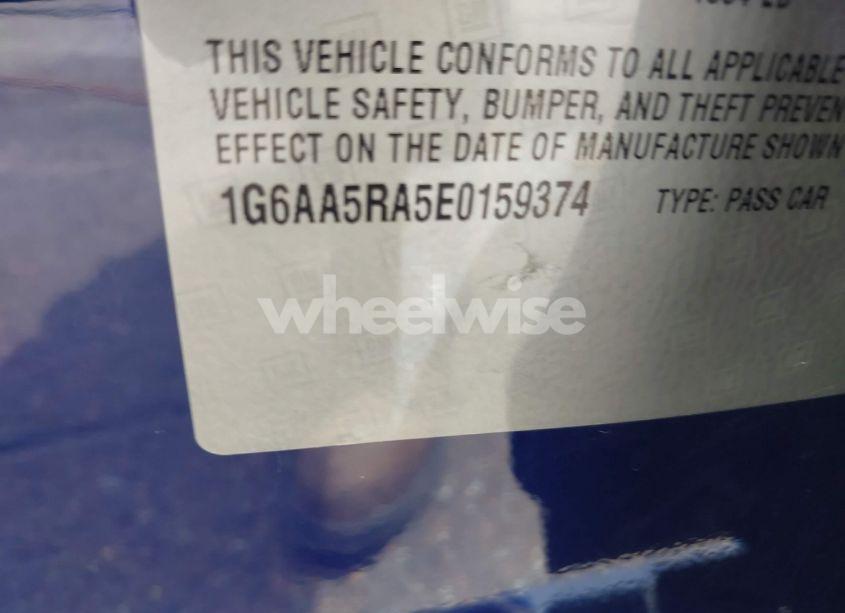 THIS VEHICLE CONFORMS TO ALL APPLICABLE
VEHICLE SAFETY, BUMPER, AND THEFT PREVEN
EFFECT ON THE DATE OF MANUFACTURE SHOWN
1G6AA5RA5E0159374 TYPE: PASS CAR
wheelwise